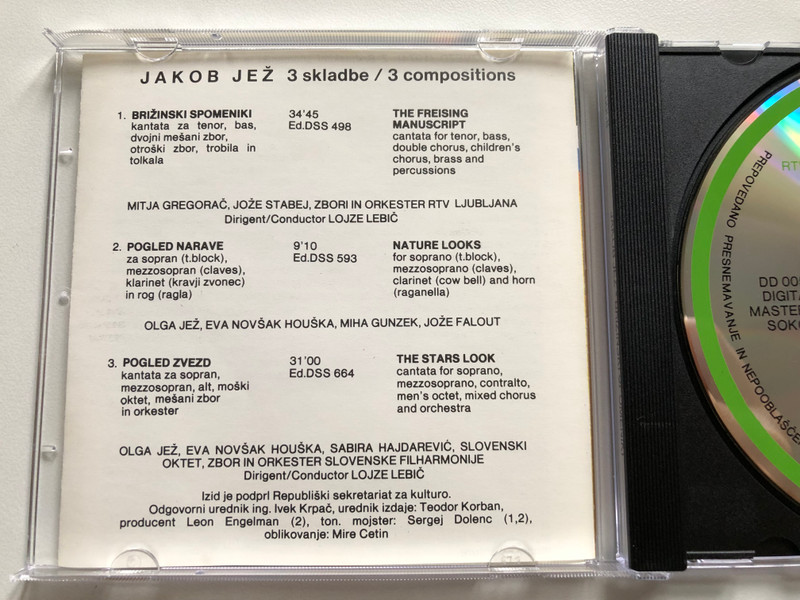 JAKOB JEŽ 3 skladbe / 3 compositions
1. BRIŽINSKI SPOMENIKI
kantata za tenor, bas,
dvojni mešani zbor,
otroški zbor, trobila in
tolkala
34'45
Ed.DSS 498
THE FREISING
MANUSCRIPT
cantata for tenor, bass,
double chorus, children's
chorus, brass and
percussions
MITJA GREGORAČ, JOŽE STABEJ, ZBORI IN ORKESTER RTV LJUBLJANA
Dirigent/Conductor LOJZE LEBIČ
2. POGLED NARAVE
za sopran (t.block),
mezzosopran (claves),
klarinet (kravji zvonec)
in rog (ragla)
9'10
Ed.DSS 593
NATURE LOOKS
for soprano (t.block),
mezzosoprano (claves),
clarinet (cow bell) and horn
(raganella)
OLGA JEŽ, EVA NOVŠAK HOUŠKA, MIHA GUNZEK, JOŽE FALOUT
3. POGLED ZVEZD
kantata za sopran,
mezzosopran, alt, moški
oktet, mešani zbor
in orkester
31'00
Ed.DSS 664
THE STARS LOOK
cantata for soprano,
mezzosoprano, contralto,
men's octet, mixed chorus
and orchestra
OLGA JEŽ, EVA NOVŠAK HOUŠKA, SABIRA HAJDAREVIĆ, SLOVENSKI
OKTET, ZBOR IN ORKESTER SLOVENSKE FILHARMONIJE
Dirigent/Conductor LOJZE LEBIČ
Izid je podprl Republiški sekretariat za kulturo.
Odgovorni urednik ing. Ivek Krpač, urednik izdaje: Teodor Korban,
producent Leon Engelman (2), ton. mojster: Sergej Dolenc (1,2),
oblikovanje: Mire Cetin
PREPOVEDANO PRESNEMAVANJE IN
RT
DD 00
DIGITA
MASTE
SOK